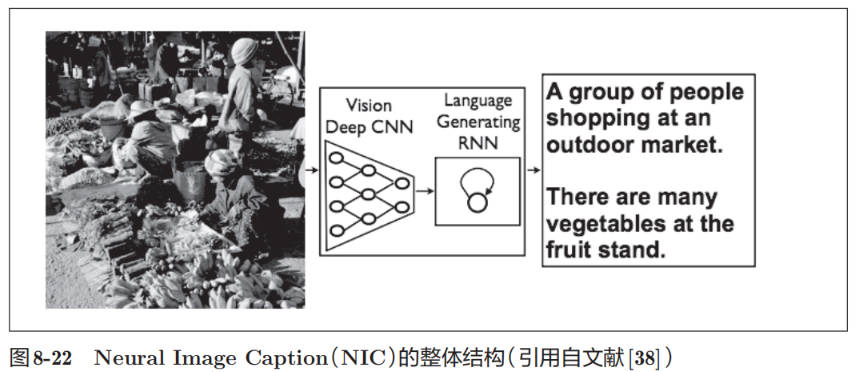 Vision
Deep CNN
Language
Generating
RNN
A group of people
shopping at an
outdoor market.
There are many
vegetables at the
fruit stand.
图8-22 Neural Image Caption(NIC)的整体结构(引用自文献[38])